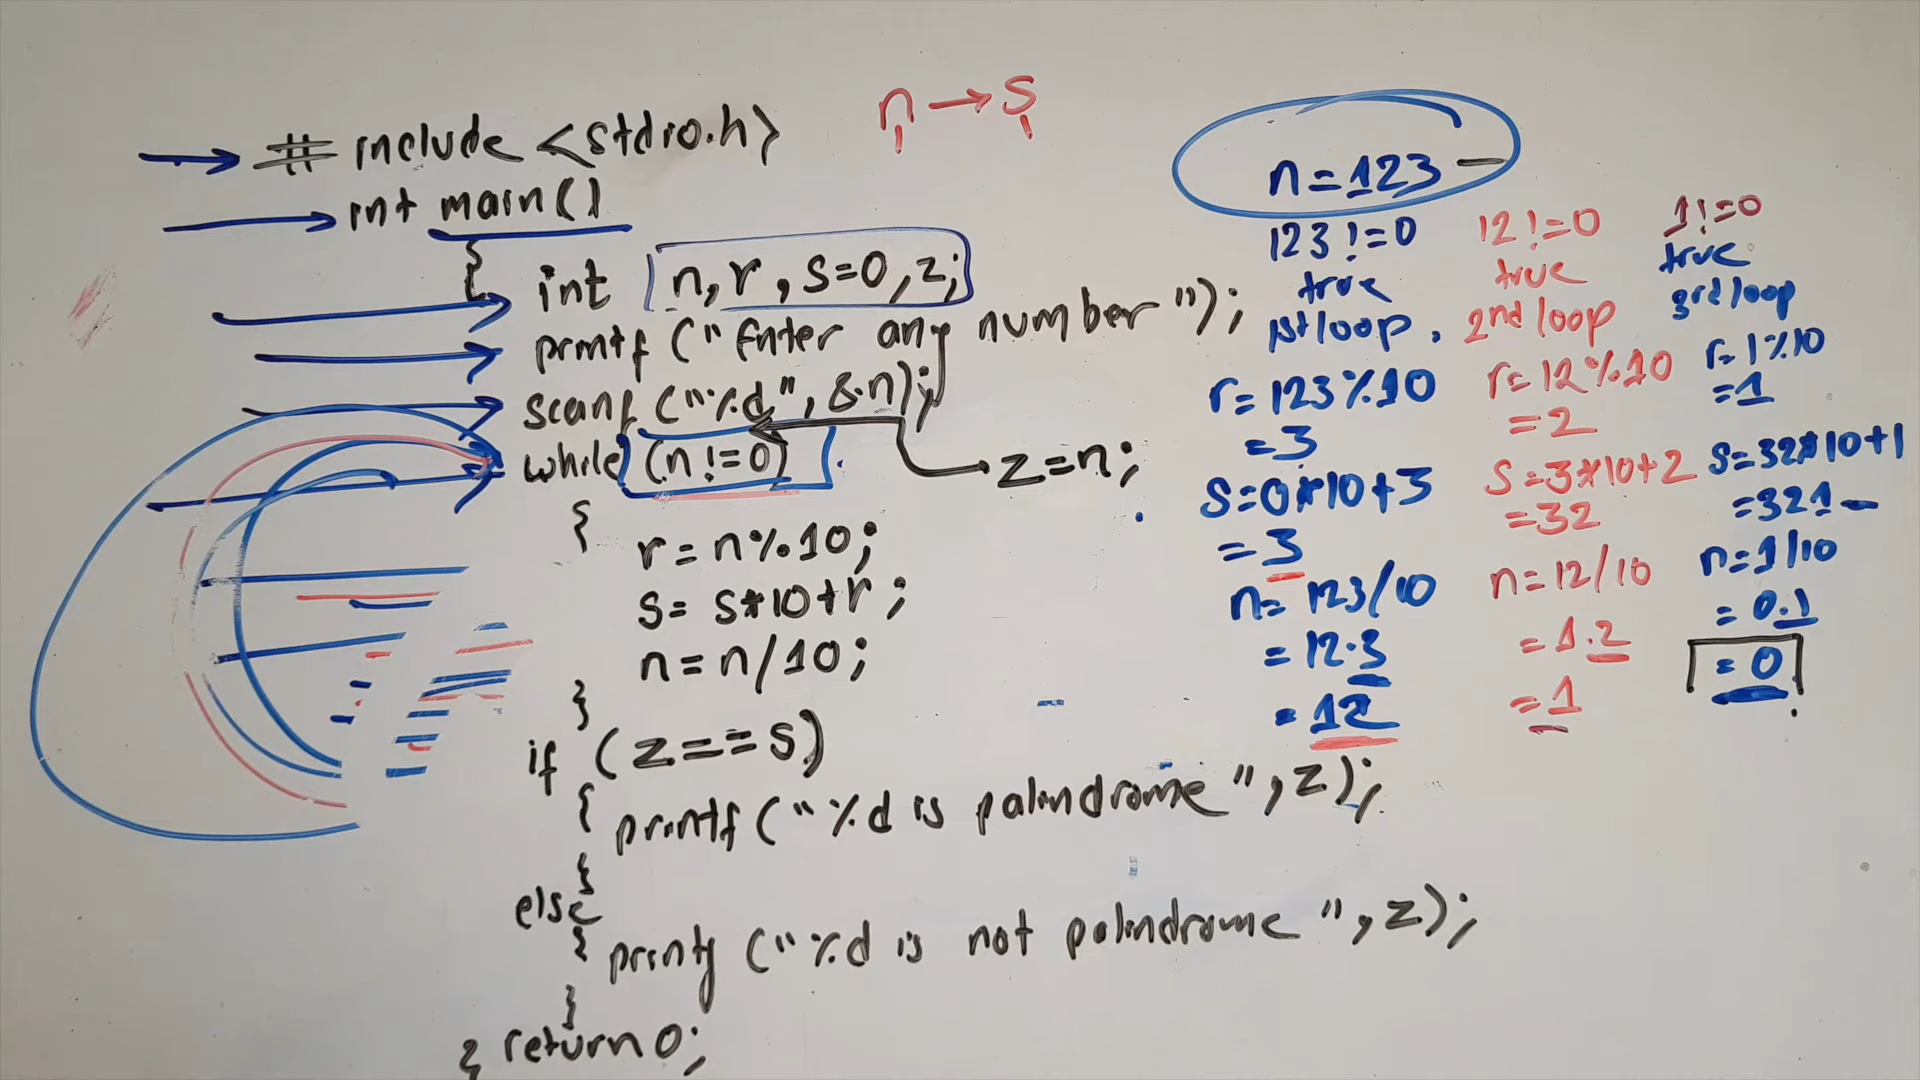 n → s
# include <stdio.h>
int main()
{
int n, r, s=0, z;
printf ("Enter any number");
scanf ("%d", &n);
while (n!=0)
z=n;
{
r=n%10;
s= s*10+r;
n=n/10;
}
if (z==s)
{ printf ("%d is palindrome", z);
}
else
{ printf ("%d is not palindrome", z);
}
return 0;
}
n=123
123!=0
true
1st loop,
r=123%10
=3
s=0*10+3
=3
n=123/10
=12.3
=12
12!=0
true
2nd loop
r=12%10
=2
s=3*10+2
=32
n=12/10
=1.2
=1
1!=0
true
3rd loop
r=1%10
=1
s=32*10+1
=321
n=1/10
=0.1
=0